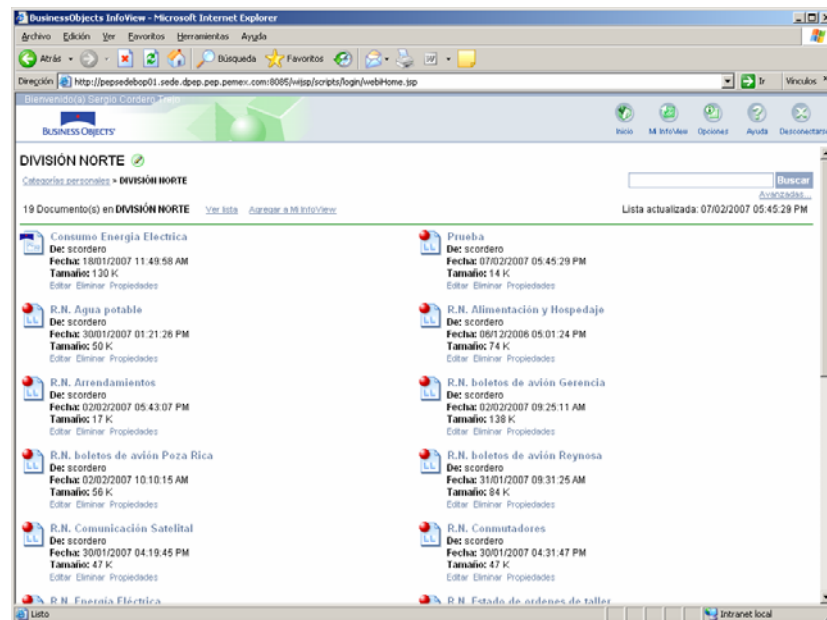 BusinessObjects InfoView - Microsoft Internet Explorer
Archivo Edición Ver Favoritos Herramientas Ayuda
Atrás Búsqueda Favoritos
Dirección http://pepsedebop01.sede.dpep.pep.pemex.com:8085/wijsp/scripts/login/webiHome.jsp Ir Vínculos
Bienvenido(a) Sergio Cordero
BUSINESS OBJECTS
Inicio Mi InfoView Opciones Ayuda Desconectarse
DIVISIÓN NORTE
Categorías personales > DIVISIÓN NORTE
Buscar
Avanzadas...
19 Documento(s) en DIVISIÓN NORTE Ver lista Agregar a Mi InfoView Lista actualizada: 07/02/2007 05:45:29 PM
Consumo Energia Electrica
De: scordero
Fecha: 18/01/2007 11:49:58 AM
Tamaño: 130 K
Editar Eliminar Propiedades
Prueba
De: scordero
Fecha: 07/02/2007 05:45:29 PM
Tamaño: 14 K
Editar Eliminar Propiedades
R.N. Agua potable
De: scordero
Fecha: 30/01/2007 01:21:26 PM
Tamaño: 50 K
Editar Eliminar Propiedades
R.N. Alimentación y Hospedaje
De: scordero
Fecha: 06/12/2006 05:01:24 PM
Tamaño: 74 K
Editar Eliminar Propiedades
R.N. Arrendamientos
De: scordero
Fecha: 02/02/2007 05:43:07 PM
Tamaño: 17 K
Editar Eliminar Propiedades
R.N. boletos de avión Gerencia
De: scordero
Fecha: 02/02/2007 09:25:11 AM
Tamaño: 138 K
Editar Eliminar Propiedades
R.N. boletos de avión Poza Rica
De: scordero
Fecha: 02/02/2007 10:10:15 AM
Tamaño: 56 K
Editar Eliminar Propiedades
R.N. boletos de avión Reynosa
De: scordero
Fecha: 31/01/2007 09:31:25 AM
Tamaño: 84 K
Editar Eliminar Propiedades
R.N. Comunicación Satelital
De: scordero
Fecha: 30/01/2007 04:19:45 PM
Tamaño: 47 K
Editar Eliminar Propiedades
R.N. Conmutadores
De: scordero
Fecha: 30/01/2007 04:31:47 PM
Tamaño: 47 K
Editar Eliminar Propiedades
R.N. Energía Eléctrica
R.N. Estado de ordenes de taller
Listo Intranet local